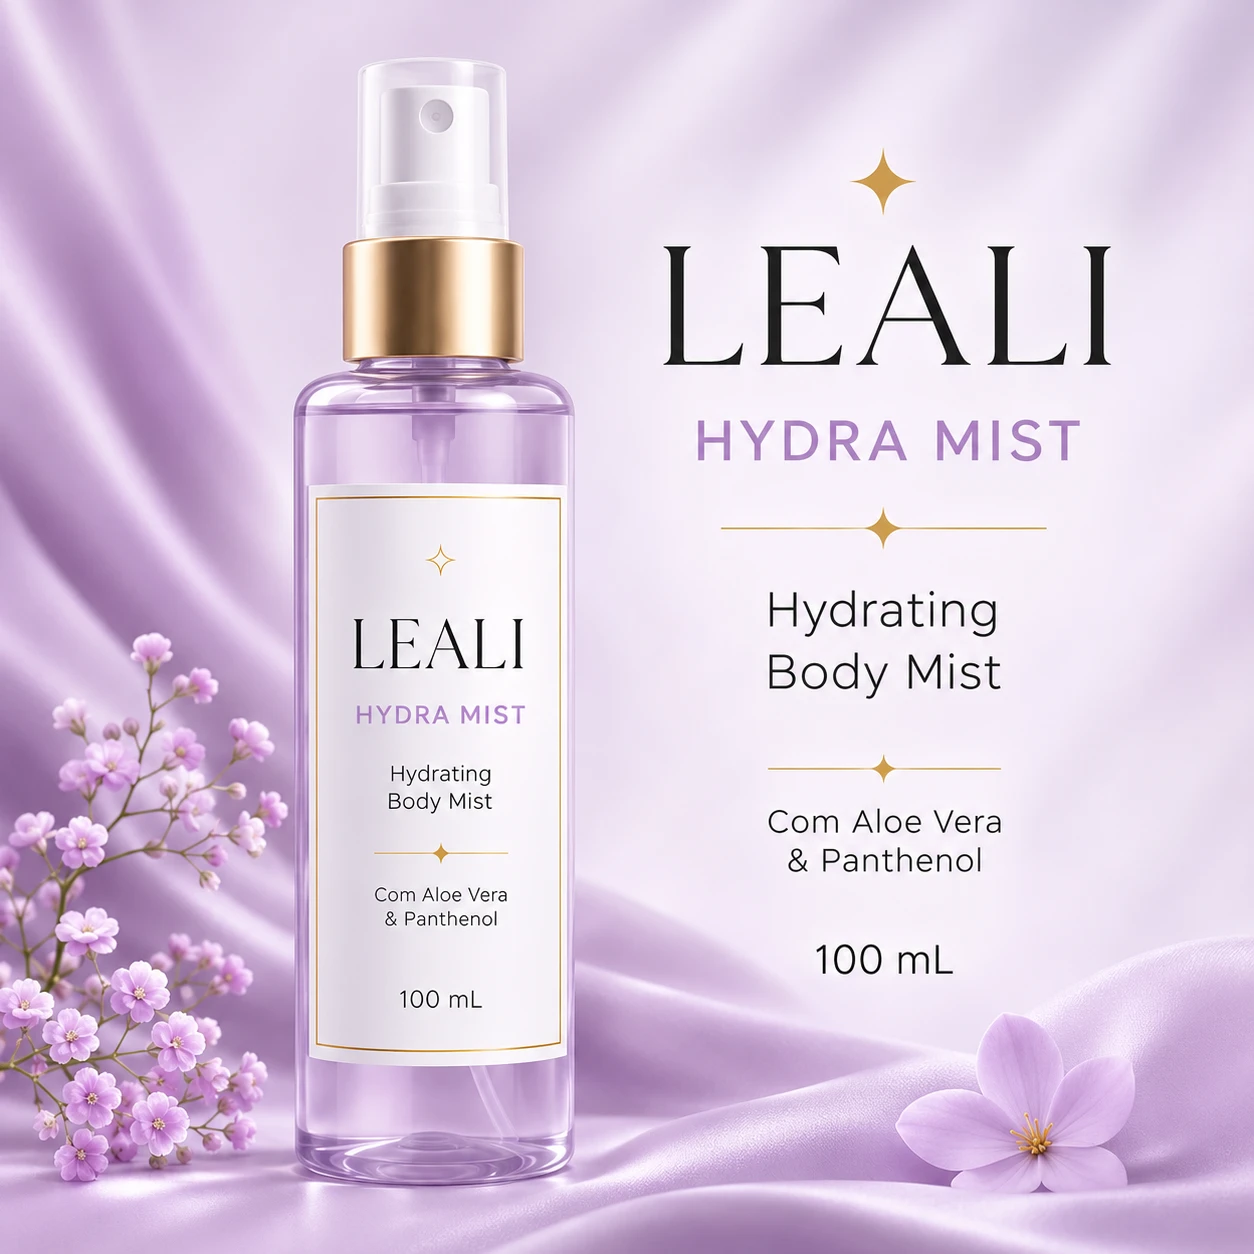 LEALI
HYDRA MIST
Hydrating
Body Mist
Com Aloe Vera
& Panthenol
100 mL
LEALI
HYDRA MIST
Hydrating
Body Mist
Com Aloe Vera
& Panthenol
100 mL